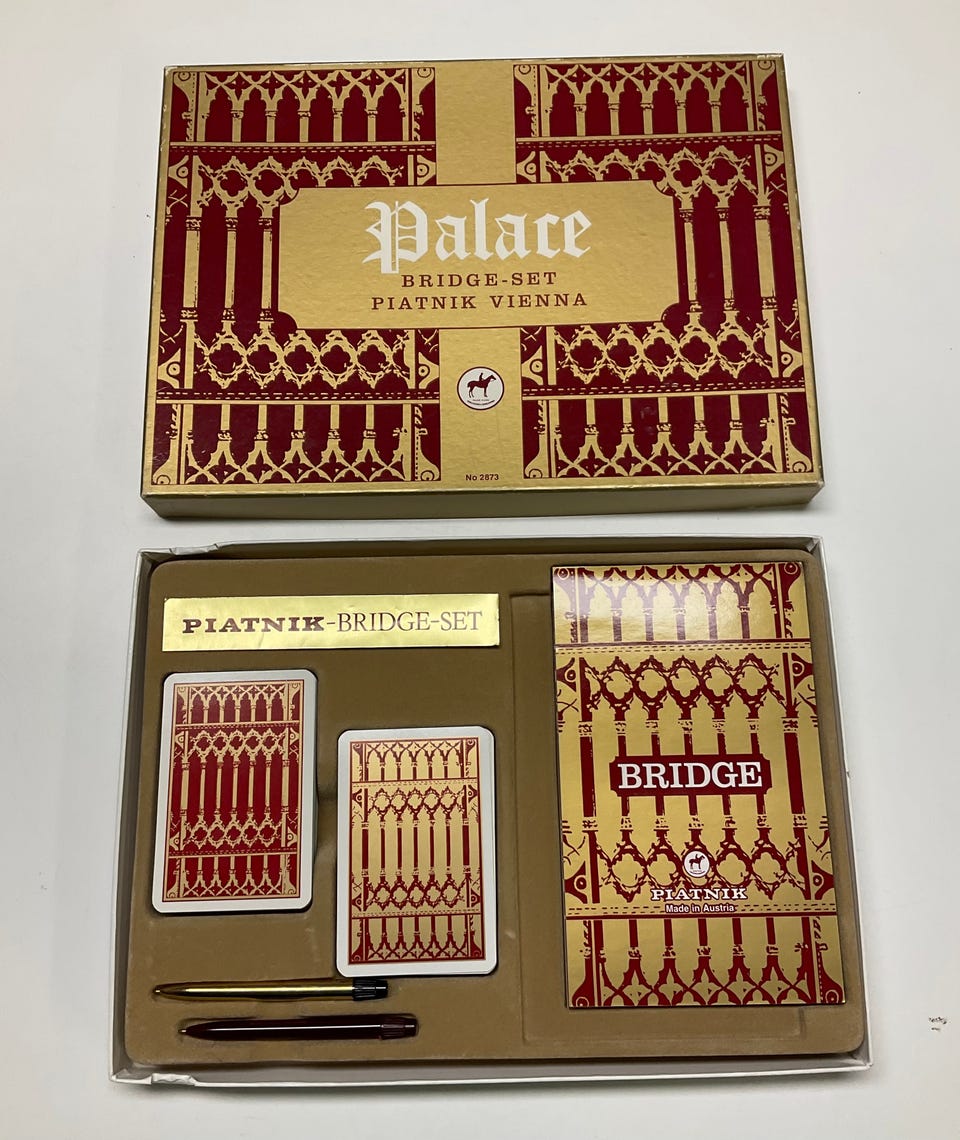 Palace
BRIDGE-SET
PIATNIK VIENNA
No 2873
PIATNIK-BRIDGE-SET
BRIDGE
PIATNIK
Made in Austria